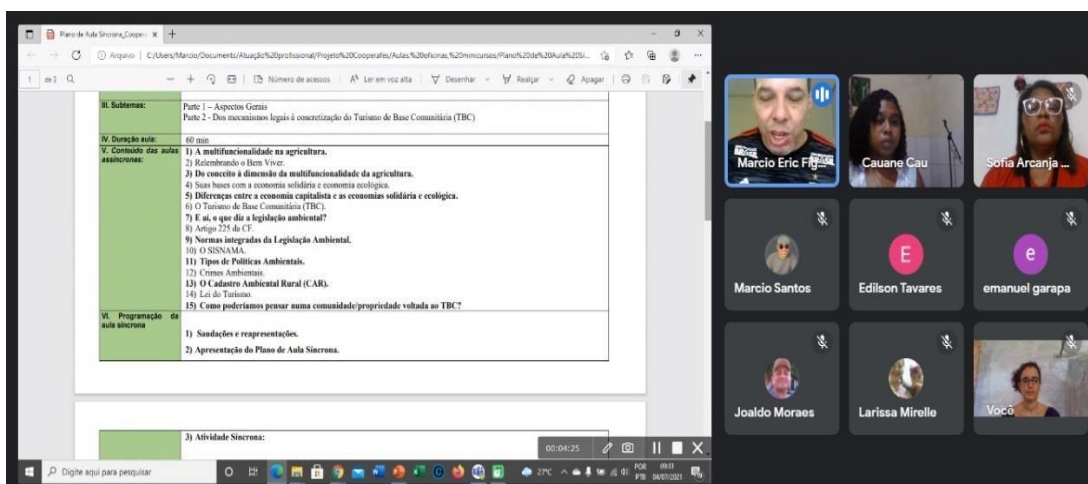 Plano de Aula Síncrona_Cooper
Arquivo | C:/Users/Marcio/Documents/Atuação%20profissional/Projeto%20Cooperafes/Aulas,%20oficinas,%20minicursos/Plano%20de%20Aula%20Sí...
1 de 3
Número de acessos
Ler em voz alta
Desenhar
Realçar
Apagar
III. Subtemas:
Parte 1 – Aspectos Gerais
Parte 2 - Dos mecanismos legais à concretização do Turismo de Base Comunitária (TBC)
IV. Duração aula:
60 min
V. Conteúdo das aulas assíncronas:
1) A multifuncionalidade na agricultura.
2) Relembrando o Bem Viver.
3) Do conceito à dimensão da multifuncionalidade da agricultura.
4) Suas bases com a economia solidária e economia ecológica.
5) Diferenças entre a economia capitalista e as economias solidária e ecológica.
6) O Turismo de Base Comunitária (TBC).
7) E aí, o que diz a legislação ambiental?
8) Artigo 225 da CF.
9) Normas integradas da Legislação Ambiental.
10) O SISNAMA.
11) Tipos de Políticas Ambientais.
12) Crimes Ambientais.
13) O Cadastro Ambiental Rural (CAR).
14) Lei do Turismo.
15) Como poderíamos pensar numa comunidade/propriedade voltada ao TBC?
VI. Programação da
aula síncrona
1) Saudações e reapresentações.
2) Apresentação do Plano de Aula Síncrona.
3) Atividade Síncrona:
00:04:25
Digite aqui para pesquisar
27°C
POR
PTB
09:31
04/07/2021
Marcio Eric Fig...
Cauane Cau
Sofia Arcanja ...
Marcio Santos
E
Edilson Tavares
e
emanuel garapa
Joaldo Moraes
Larissa Mirelle
Você